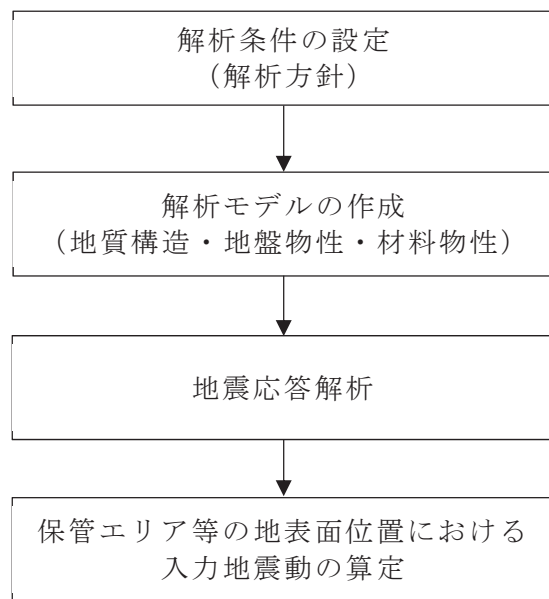 解析条件の設定
（解析方針）
解析モデルの作成
（地質構造・地盤物性・材料物性）
地震応答解析
保管エリア等の地表面位置における
入力地震動の算定